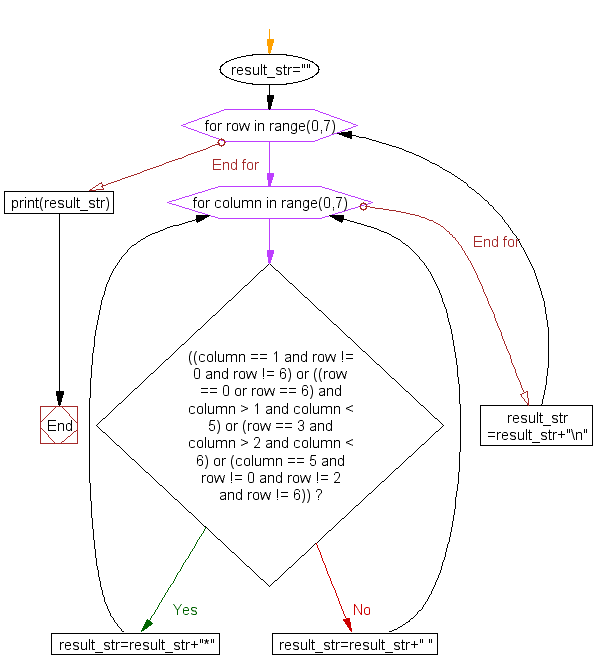 result_str=""
for row in range(0,7)
End for
print(result_str)
for column in range(0,7)
End for
((column == 1 and row !=
0 and row != 6) or ((row
== 0 or row == 6) and
column > 1 and column <
5) or (row == 3 and
column > 2 and column <
6) or (column == 5 and
row != 0 and row != 2
and row != 6)) ?
End
result_str
=result_str+"\n"
Yes
No
result_str=result_str+"*"
result_str=result_str+" "